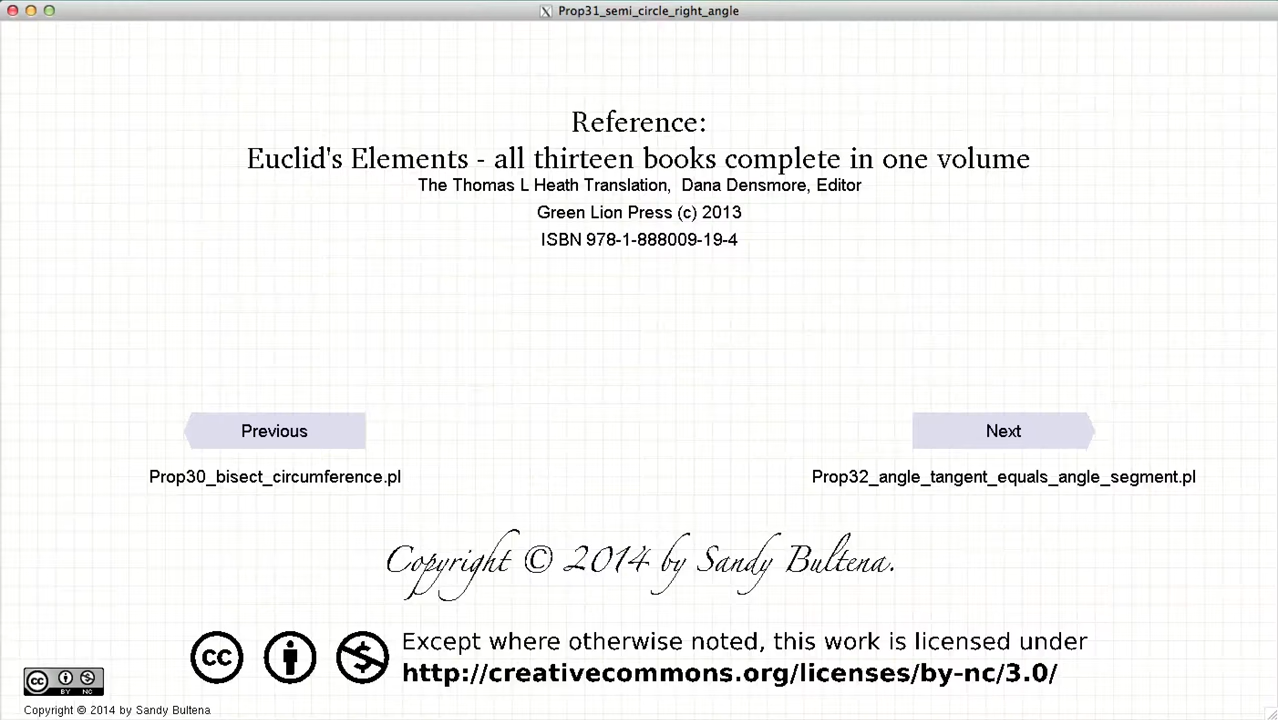 Prop31_semi_circle_right_angle
Reference:
Euclid's Elements - all thirteen books complete in one volume
The Thomas L Heath Translation, Dana Densmore, Editor
Green Lion Press (c) 2013
ISBN 978-1-888009-19-4
Previous
Next
Prop30_bisect_circumference.pl
Prop32_angle_tangent_equals_angle_segment.pl
Copyright © 2014 by Sandy Bultena.
Except where otherwise noted, this work is licensed under
http://creativecommons.org/licenses/by-nc/3.0/
cc
BY NC
Copyright © 2014 by Sandy Bultena